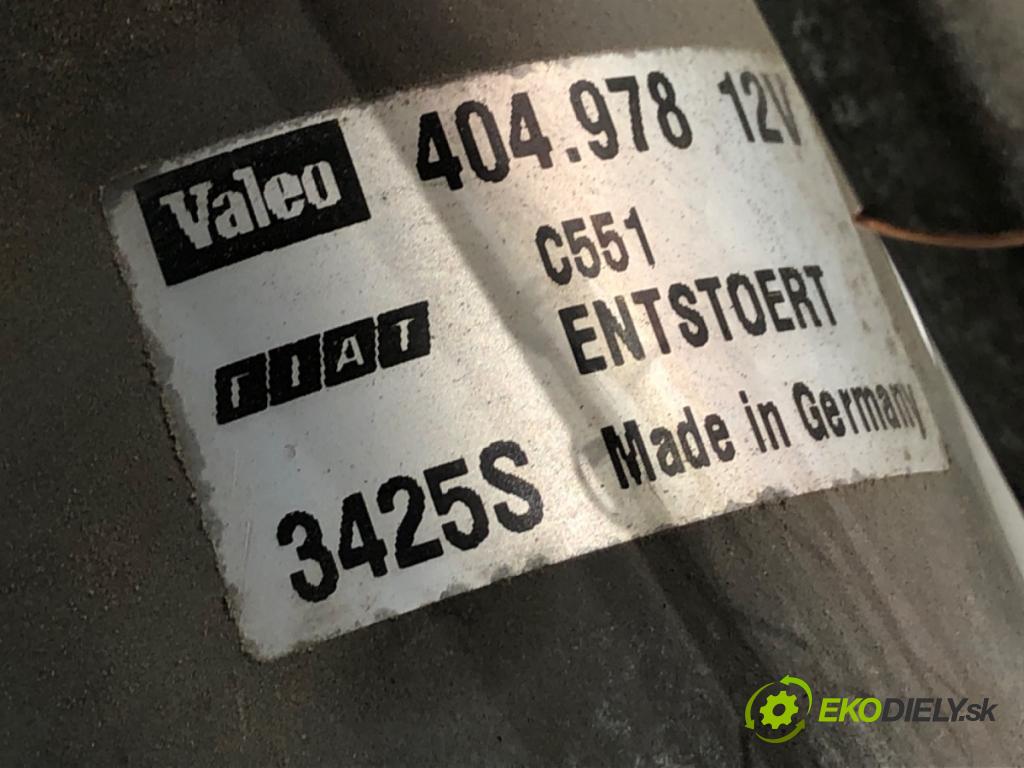 Valeo 404.978 12V
C551
FIAT ENTSTOERT
3425S Made in Germany
EKODIELY.sk